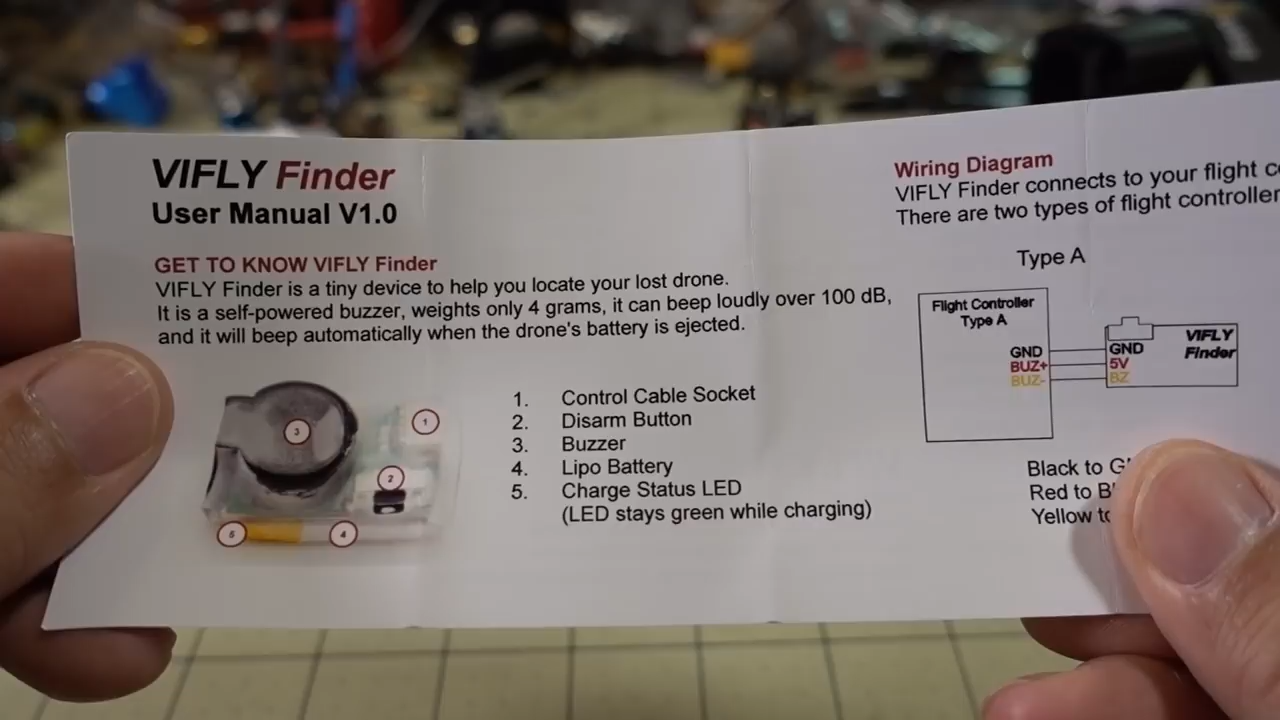 VIFLY Finder
User Manual V1.0
GET TO KNOW VIFLY Finder
VIFLY Finder is a tiny device to help you locate your lost drone.
It is a self-powered buzzer, weights only 4 grams, it can beep loudly over 100 dB,
and it will beep automatically when the drone's battery is ejected.
3
1
2
5
4
1. Control Cable Socket
2. Disarm Button
3. Buzzer
4. Lipo Battery
5. Charge Status LED
(LED stays green while charging)
Wiring Diagram
VIFLY Finder connects to your flight
There are two types of flight controller
Type A
Flight Controller
Type A
GND
BUZ+
BUZ-
GND
5V
BZ
VIFLY
Finder
Black to
Red to
Yellow